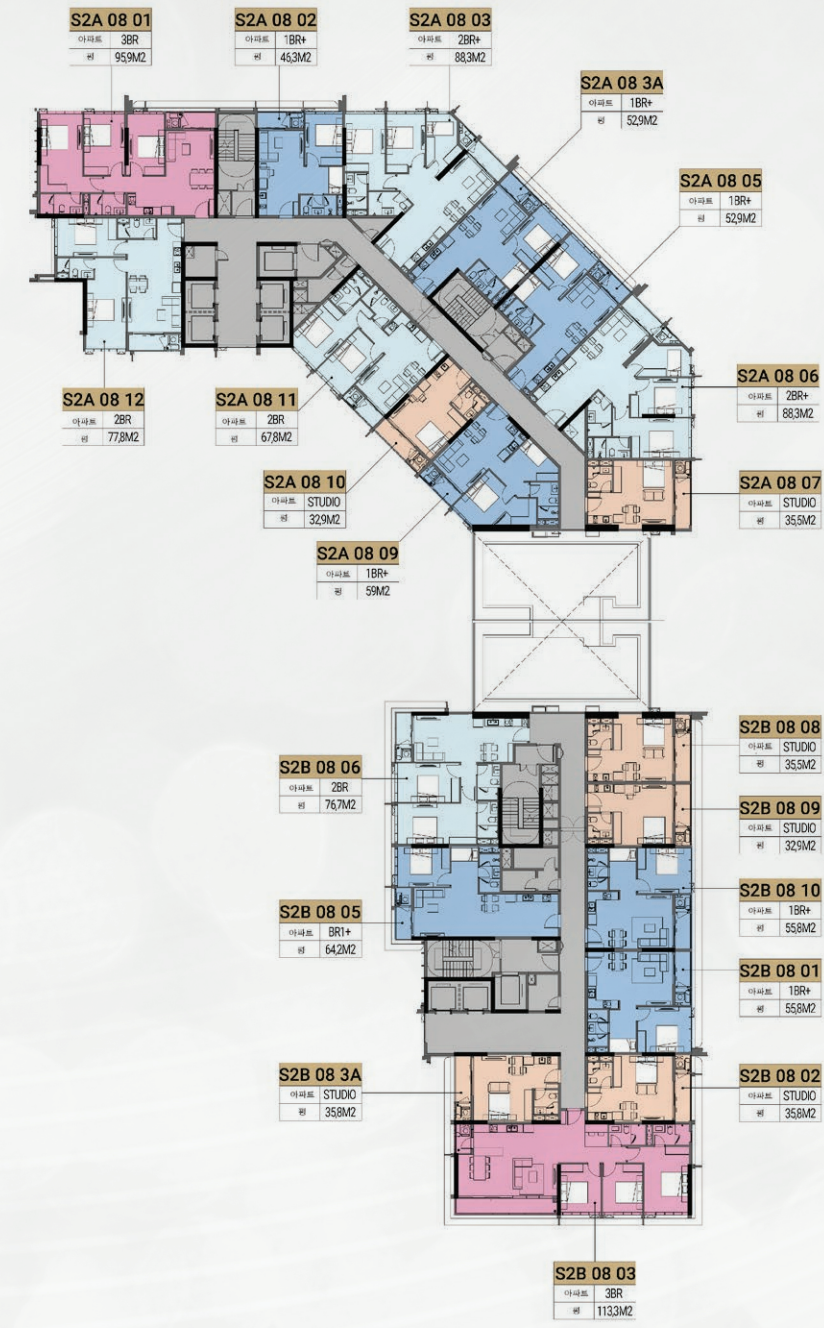 S2A 08 01
아파트 3BR
평 95,9M2
S2A 08 02
아파트 1BR+
평 46,3M2
S2A 08 03
아파트 2BR+
평 88,3M2
S2A 08 3A
아파트 1BR+
평 52,9M2
S2A 08 05
아파트 1BR+
평 52,9M2
S2A 08 06
아파트 2BR+
평 88,3M2
S2A 08 12
아파트 2BR
평 77,8M2
S2A 08 11
아파트 2BR
평 67,8M2
S2A 08 10
아파트 STUDIO
평 32,9M2
S2A 08 07
아파트 STUDIO
평 35,5M2
S2A 08 09
아파트 1BR+
평 59M2
S2B 08 08
아파트 STUDIO
평 35,5M2
S2B 08 06
아파트 2BR
평 76,7M2
S2B 08 09
아파트 STUDIO
평 32,9M2
S2B 08 10
아파트 1BR+
평 55,8M2
S2B 08 05
아파트 BR1+
평 64,2M2
S2B 08 01
아파트 1BR+
평 55,8M2
S2B 08 3A
아파트 STUDIO
평 35,8M2
S2B 08 02
아파트 STUDIO
평 35,8M2
S2B 08 03
아파트 3BR
평 113,3M2